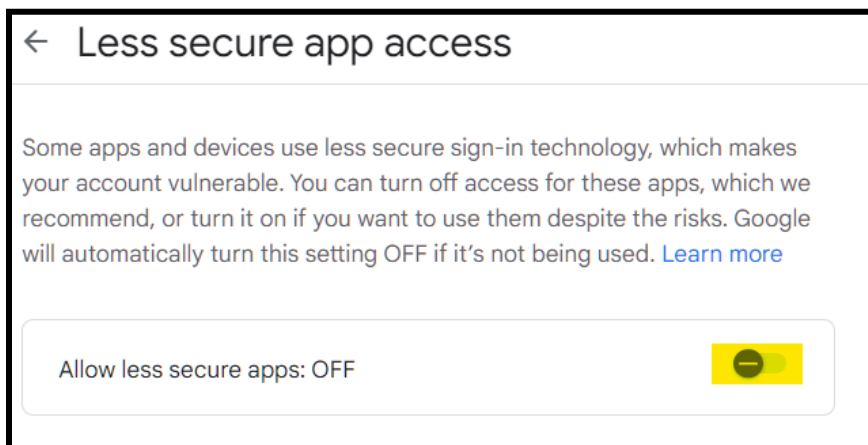 Less secure app access
Some apps and devices use less secure sign-in technology, which makes
your account vulnerable. You can turn off access for these apps, which we
recommend, or turn it on if you want to use them despite the risks. Google
will automatically turn this setting OFF if it's not being used. Learn more
Allow less secure apps: OFF